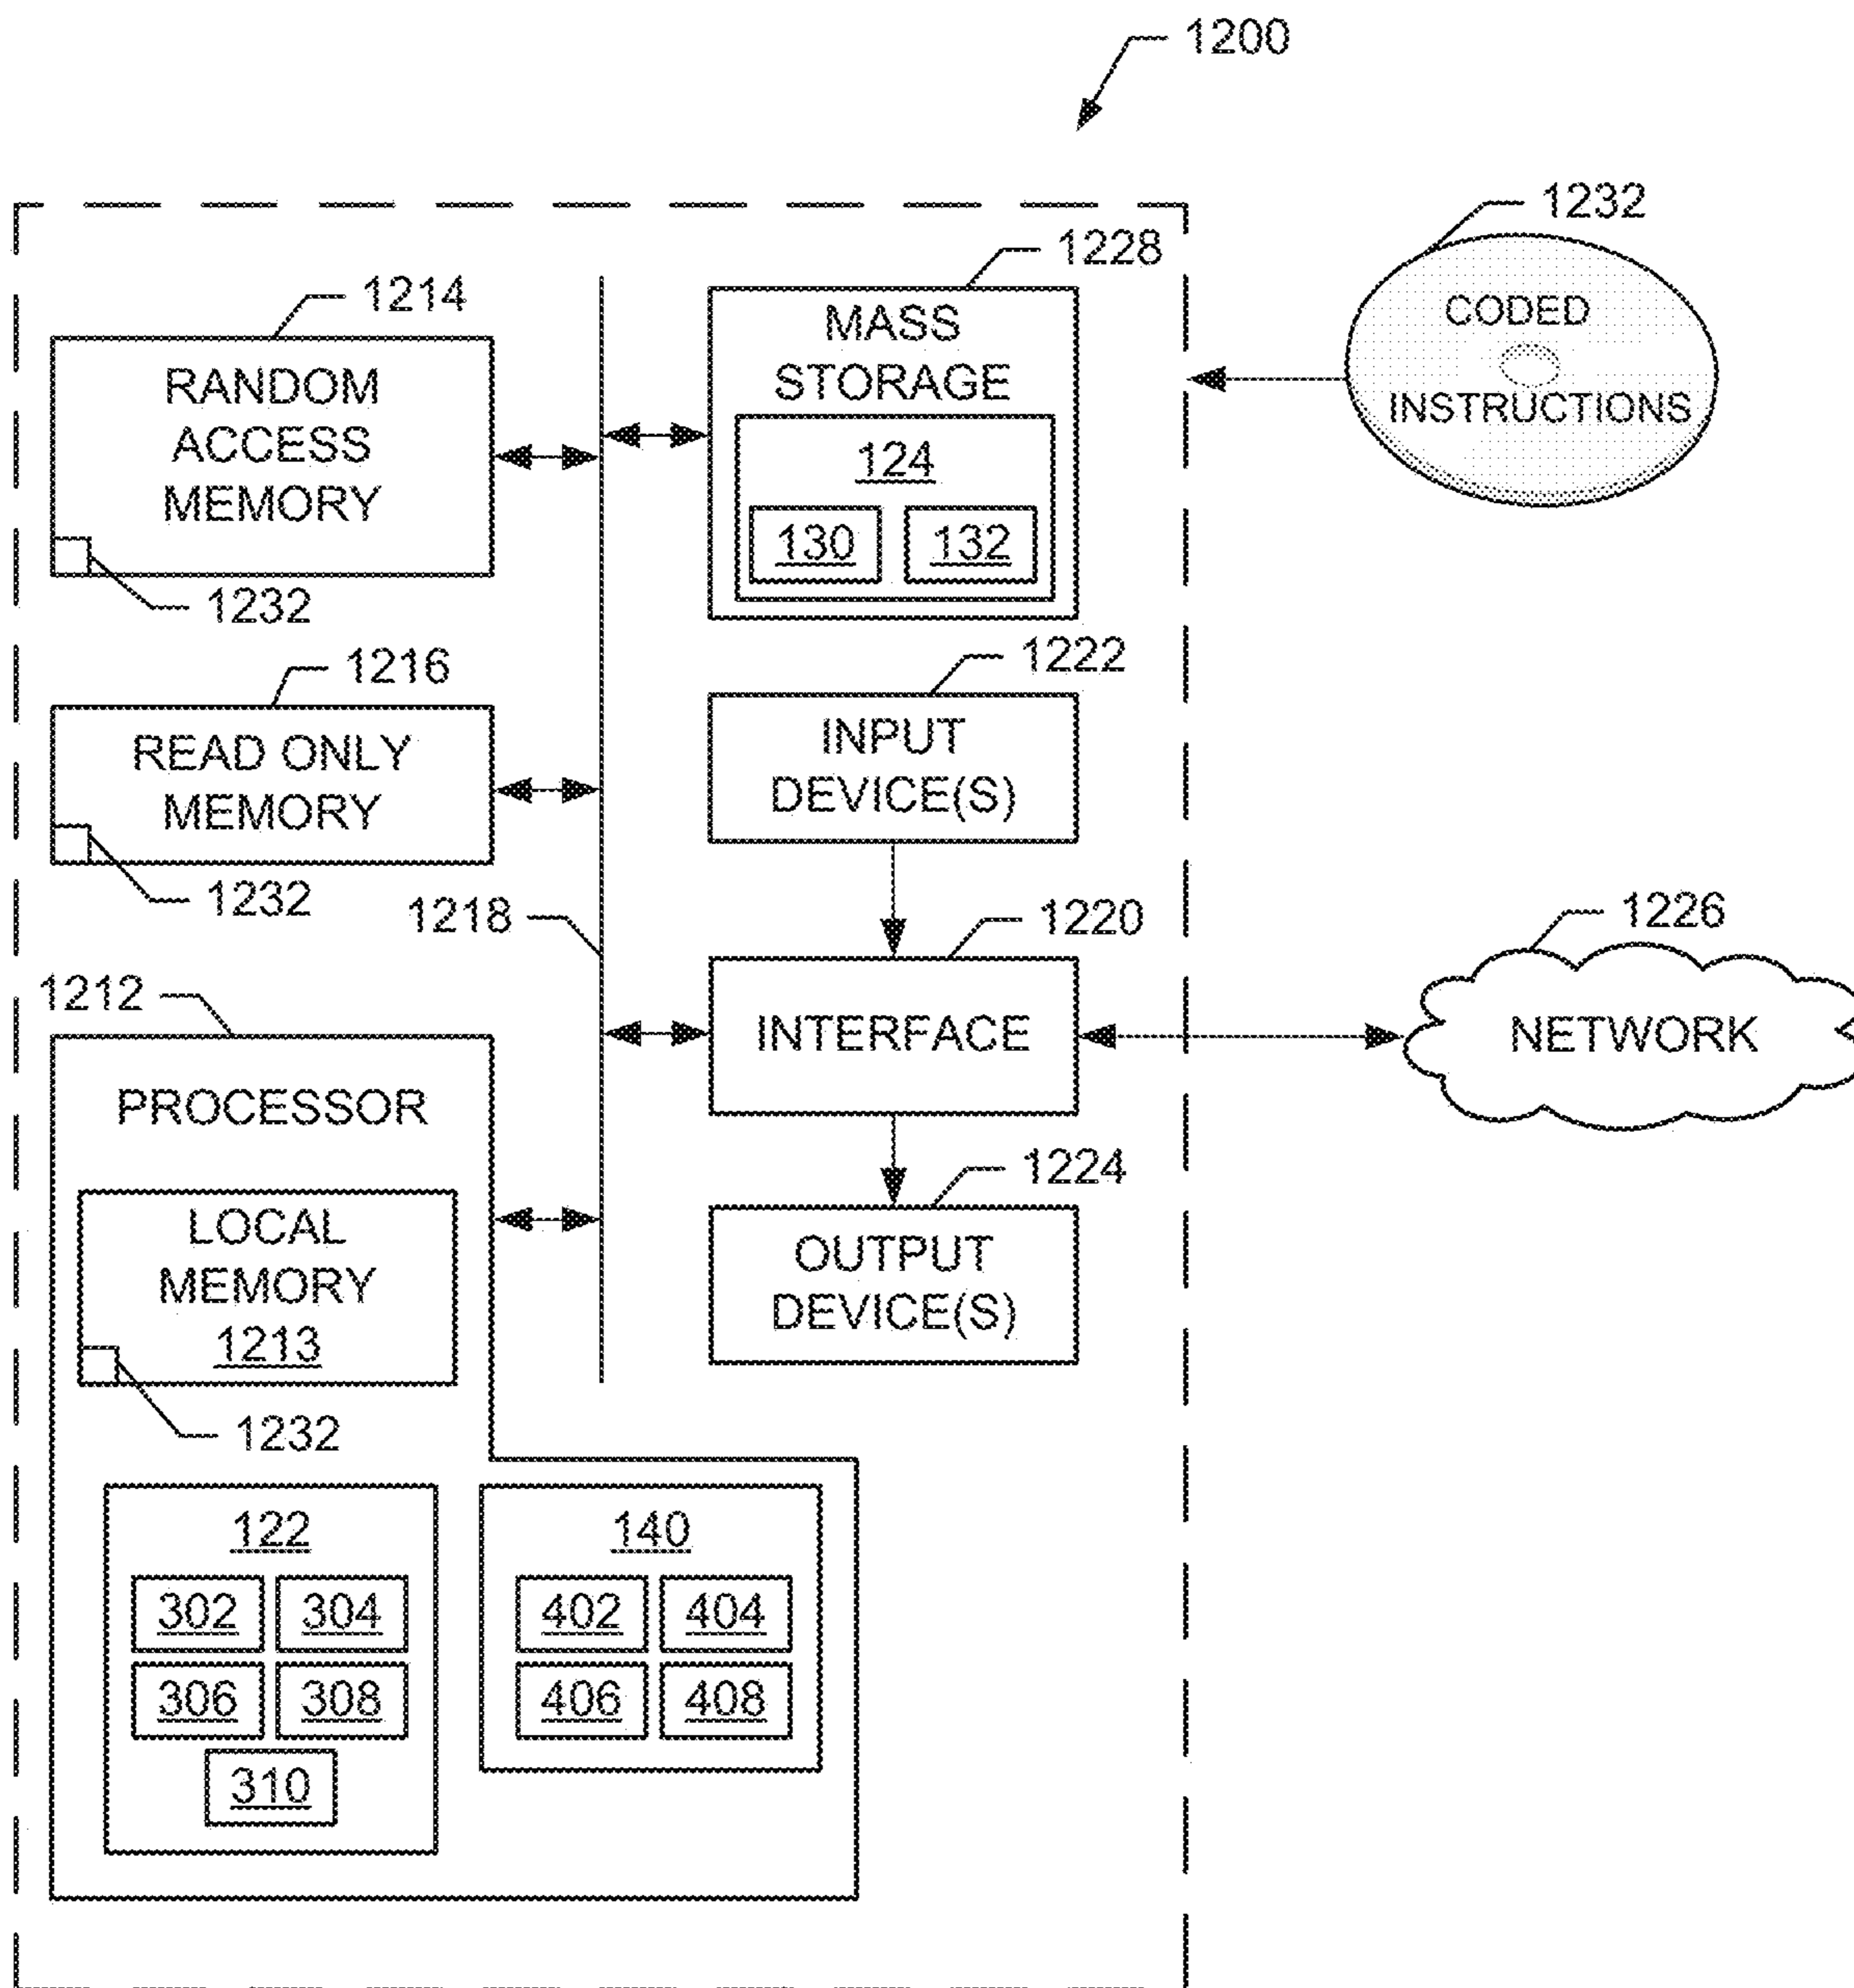 1200
1232
CODED
INSTRUCTIONS
1228
MASS
STORAGE
124
130
132
1214
RANDOM
ACCESS
MEMORY
1232
1216
READ ONLY
MEMORY
1232
1222
INPUT
DEVICE(S)
1218
1220
INTERFACE
1226
NETWORK
1212
PROCESSOR
LOCAL
MEMORY
1213
1232
1224
OUTPUT
DEVICE(S)
122
302
304
306
308
310
140
402
404
406
408